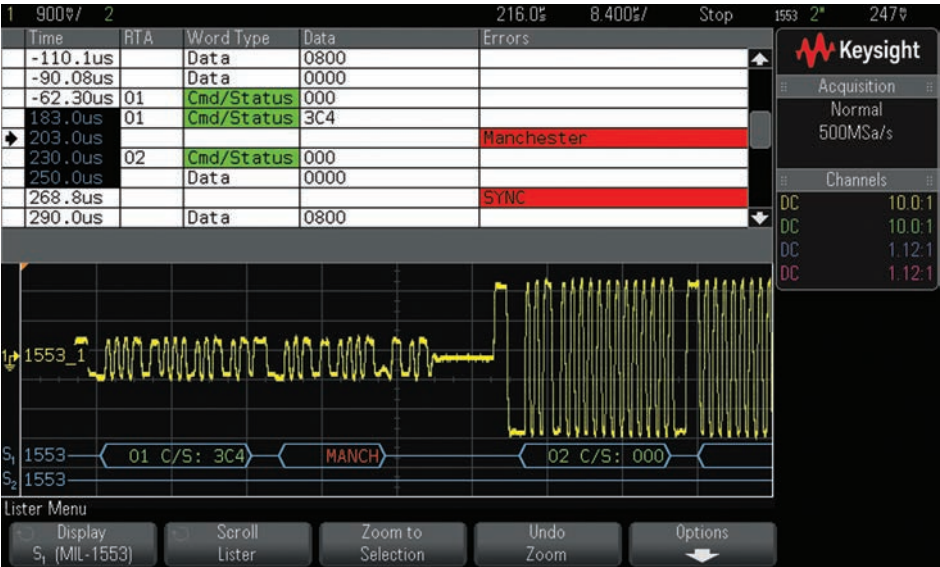 1 900▿/ 2 216.0s 8.400s/ Stop 1553 2 247▿
Time RTA Word Type Data Errors
-110.1us Data 0800
-90.08us Data 0000
-62.30us 01 Cmd/Status 000
183.0us 01 Cmd/Status 3C4
203.0us Manchester
230.0us 02 Cmd/Status 000
250.0us Data 0000
268.8us SYNC
290.0us Data 0800
Keysight
Acquisition
Normal
500MSa/s
Channels
DC 10.0:1
DC 10.0:1
DC 1.12:1
DC 1.12:1
1 1553_1
S1 1553 01 C/S: 3C4 MANCH 02 C/S: 000
S2 1553
Lister Menu
Display Scroll Zoom to Undo Options
S1 (MIL-1553) Lister Selection Zoom